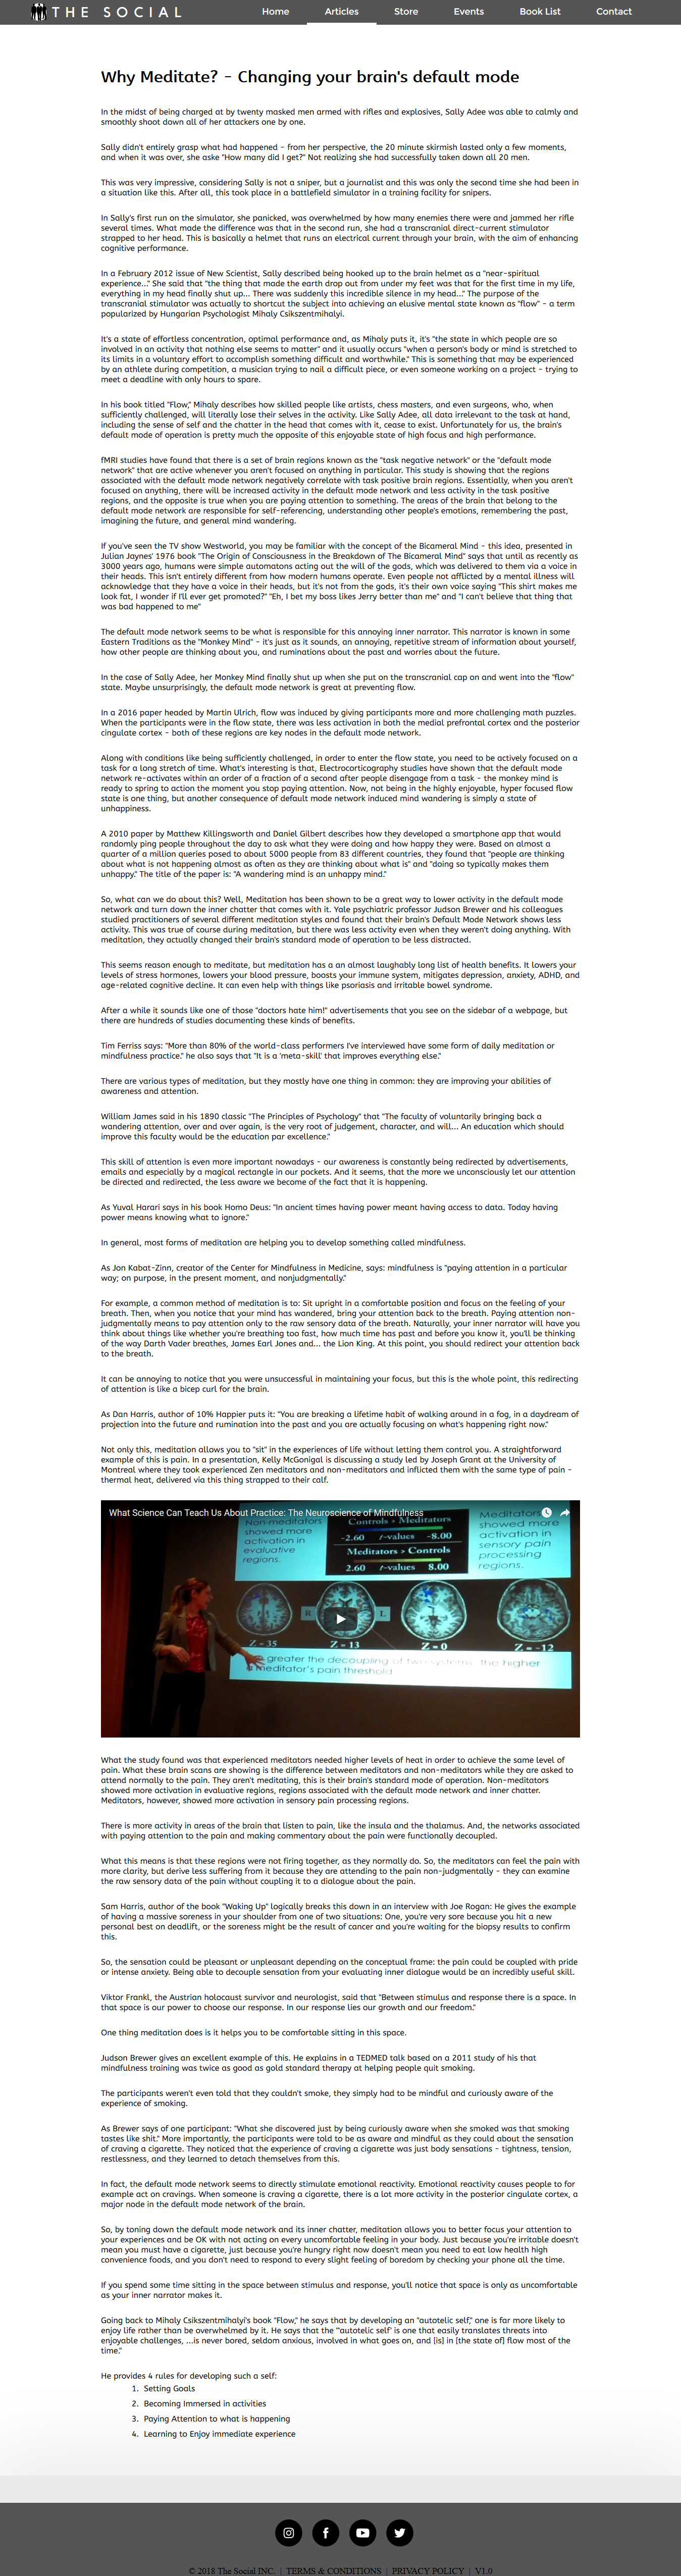 THE SOCIAL
Home Articles Store Events Book List Contact
Why Meditate? - Changing your brain's default mode
In the midst of being charged at by twenty masked men armed with rifles and explosives, Sally Adee was able to calmly and
smoothly shoot down all of her attackers one by one.
Sally didn't entirely grasp what had happened - from her perspective, the 20 minute skirmish lasted only a few moments,
and when it was over, she aske "How many did I get?" Not realizing she had successfully taken down all 20 men.
This was very impressive, considering Sally is not a sniper, but a journalist and this was only the second time she had been in
a situation like this. After all, this took place in a battlefield simulator in a training facility for snipers.
In Sally's first run on the simulator, she panicked, was overwhelmed by how many enemies there were and jammed her rifle
several times. What made the difference was that in the second run, she had a transcranial direct-current stimulator
strapped to her head. This is basically a helmet that runs an electrical current through your brain, with the aim of enhancing
cognitive performance.
In a February 2012 issue of New Scientist, Sally described being hooked up to the brain helmet as a "near-spiritual
experience..." She said that "the thing that made the earth drop out from under my feet was that for the first time in my life,
everything in my head finally shut up... There was suddenly this incredible silence in my head..." The purpose of the
transcranial stimulator was actually to shortcut the subject into achieving an elusive mental state known as "flow" - a term
popularized by Hungarian Psychologist Mihaly Csikszentmihalyi.
It's a state of effortless concentration, optimal performance and, as Mihaly puts it, it's "the state in which people are so
involved in an activity that nothing else seems to matter" and it usually occurs "when a person's body or mind is stretched to
its limits in a voluntary effort to accomplish something difficult and worthwhile." This is something that may be experienced
by an athlete during competition, a musician trying to nail a difficult piece, or even someone working on a project - trying to
meet a deadline with only hours to spare.
In his book titled "Flow," Mihaly describes how skilled people like artists, chess masters, and even surgeons, who, when
sufficiently challenged, will literally lose their selves in the activity. Like Sally Adee, all data irrelevant to the task at hand,
including the sense of self and the chatter in the head that comes with it, cease to exist. Unfortunately for us, the brain's
default mode of operation is pretty much the opposite of this enjoyable state of high focus and high performance.
fMRI studies have found that there is a set of brain regions known as the "task negative network" or the "default mode
network" that are active whenever you aren't focused on anything in particular. This study is showing that the regions
associated with the default mode network negatively correlate with task positive brain regions. Essentially, when you aren't
focused on anything, there will be increased activity in the default mode network and less activity in the task positive
regions, and the opposite is true when you are paying attention to something. The areas of the brain that belong to the
default mode network are responsible for self-referencing, understanding other people's emotions, remembering the past,
imagining the future, and general mind wandering.
If you've seen the TV show Westworld, you may be familiar with the concept of the Bicameral Mind - this idea, presented in
Julian Jaynes' 1976 book "The Origin of Consciousness in the Breakdown of The Bicameral Mind" says that until as recently as
3000 years ago, humans were simple automatons acting out the will of the gods, which was delivered to them via a voice in
their heads. This isn't entirely different from how modern humans operate. Even people not afflicted by a mental illness will
acknowledge that they have a voice in their heads, but it's not from the gods, it's their own voice saying "This shirt makes me
look fat, I wonder if I'll ever get promoted?" "Eh, I bet my boss likes Jerry better than me" and "I can't believe that thing that
was bad happened to me"
The default mode network seems to be what is responsible for this annoying inner narrator. This narrator is known in some
Eastern Traditions as the "Monkey Mind" - it's just as it sounds, an annoying, repetitive stream of information about yourself,
how other people are thinking about you, and ruminations about the past and worries about the future.
In the case of Sally Adee, her Monkey Mind finally shut up when she put on the transcranial cap on and went into the "flow"
state. Maybe unsurprisingly, the default mode network is great at preventing flow.
In a 2016 paper headed by Martin Ulrich, flow was induced by giving participants more and more challenging math puzzles.
When the participants were in the flow state, there was less activation in both the medial prefrontal cortex and the posterior
cingulate cortex - both of these regions are key nodes in the default mode network.
Along with conditions like being sufficiently challenged, in order to enter the flow state, you need to be actively focused on a
task for a long stretch of time. What's interesting is that, Electrocorticography studies have shown that the default mode
network re-activates within an order of a fraction of a second after people disengage from a task - the monkey mind is
ready to spring to action the moment you stop paying attention. Now, not being in the highly enjoyable, hyper focused flow
state is one thing, but another consequence of default mode network induced mind wandering is simply a state of
unhappiness.
A 2010 paper by Matthew Killingsworth and Daniel Gilbert describes how they developed a smartphone app that would
randomly ping people throughout the day to ask what they were doing and how happy they were. Based on almost a
quarter of a million queries posed to about 5000 people from 83 different countries, they found that "people are thinking
about what is not happening almost as often as they are thinking about what is" and "doing so typically makes them
unhappy." The title of the paper is: "A wandering mind is an unhappy mind."
So, what can we do about this? Well, Meditation has been shown to be a great way to lower activity in the default mode
network and turn down the inner chatter that comes with it. Yale psychiatric professor Judson Brewer and his colleagues
studied practitioners of several different meditation styles and found that their brain's Default Mode Network shows less
activity. This was true of course during meditation, but there was less activity even when they weren't doing anything. With
meditation, they actually changed their brain's standard mode of operation to be less distracted.
This seems reason enough to meditate, but meditation has a an almost laughably long list of health benefits. It lowers your
levels of stress hormones, lowers your blood pressure, boosts your immune system, mitigates depression, anxiety, ADHD, and
age-related cognitive decline. It can even help with things like psoriasis and irritable bowel syndrome.
After a while it sounds like one of those "doctors hate him!" advertisements that you see on the sidebar of a webpage, but
there are hundreds of studies documenting these kinds of benefits.
Tim Ferriss says: "More than 80% of the world-class performers I've interviewed have some form of daily meditation or
mindfulness practice." he also says that "It is a 'meta-skill' that improves everything else."
There are various types of meditation, but they mostly have one thing in common: they are improving your abilities of
awareness and attention.
William James said in his 1890 classic "The Principles of Psychology" that "The faculty of voluntarily bringing back a
wandering attention, over and over again, is the very root of judgement, character, and will... An education which should
improve this faculty would be the education par excellence."
This skill of attention is even more important nowadays - our awareness is constantly being redirected by advertisements,
emails and especially by a magical rectangle in our pockets. And it seems, that the more we unconsciously let our attention
be directed and redirected, the less aware we become of the fact that it is happening.
As Yuval Harari says in his book Homo Deus: "In ancient times having power meant having access to data. Today having
power means knowing what to ignore."
In general, most forms of meditation are helping you to develop something called mindfulness.
As Jon Kabat-Zinn, creator of the Center for Mindfulness in Medicine, says: mindfulness is "paying attention in a particular
way; on purpose, in the present moment, and nonjudgmentally."
For example, a common method of meditation is to: Sit upright in a comfortable position and focus on the feeling of your
breath. Then, when you notice that your mind has wandered, bring your attention back to the breath. Paying attention non-
judgmentally means to pay attention only to the raw sensory data of the breath. Naturally, your inner narrator will have you
think about things like whether you're breathing too fast, how much time has past and before you know it, you'll be thinking
of the way Darth Vader breathes, James Earl Jones and... the Lion King. At this point, you should redirect your attention back
to the breath.
It can be annoying to notice that you were unsuccessful in maintaining your focus, but this is the whole point, this redirecting
of attention is like a bicep curl for the brain.
As Dan Harris, author of 10% Happier puts it: "You are breaking a lifetime habit of walking around in a fog, in a daydream of
projection into the future and rumination into the past and you are actually focusing on what's happening right now."
Not only this, meditation allows you to "sit" in the experiences of life without letting them control you. A straightforward
example of this is pain. In a presentation, Kelly McGonigal is discussing a study led by Joseph Grant at the University of
Montreal where they took experienced Zen meditators and non-meditators and inflicted them with the same type of pain -
thermal heat, delivered via this thing strapped to their calf.
What Science Can Teach Us About Practice: The Neuroscience of Mindfulness
Non-meditators
showed more
activation in
evaluative
regions.
Controls > Meditators
-2.60 t-values -8.00
Meditators > Controls
2.60 t-values 8.00
Meditators
showed more
activation in
sensory pain
processing
regions.
R L
Z = 35 Z = 13 Z = 0 Z = -12
greater the decoupling of two systems, the higher
a meditator's pain threshold
What the study found was that experienced meditators needed higher levels of heat in order to achieve the same level of
pain. What these brain scans are showing is the difference between meditators and non-meditators while they are asked to
attend normally to the pain. They aren't meditating, this is their brain's standard mode of operation. Non-meditators
showed more activation in evaluative regions, regions associated with the default mode network and inner chatter.
Meditators, however, showed more activation in sensory pain processing regions.
There is more activity in areas of the brain that listen to pain, like the insula and the thalamus. And, the networks associated
with paying attention to the pain and making commentary about the pain were functionally decoupled.
What this means is that these regions were not firing together, as they normally do. So, the meditators can feel the pain with
more clarity, but derive less suffering from it because they are attending to the pain non-judgmentally - they can examine
the raw sensory data of the pain without coupling it to a dialogue about the pain.
Sam Harris, author of the book "Waking Up" logically breaks this down in an interview with Joe Rogan: He gives the example
of having a massive soreness in your shoulder from one of two situations: One, you're very sore because you hit a new
personal best on deadlift, or the soreness might be the result of cancer and you're waiting for the biopsy results to confirm
this.
So, the sensation could be pleasant or unpleasant depending on the conceptual frame: the pain could be coupled with pride
or intense anxiety. Being able to decouple sensation from your evaluating inner dialogue would be an incredibly useful skill.
Viktor Frankl, the Austrian holocaust survivor and neurologist, said that "Between stimulus and response there is a space. In
that space is our power to choose our response. In our response lies our growth and our freedom."
One thing meditation does is it helps you to be comfortable sitting in this space.
Judson Brewer gives an excellent example of this. He explains in a TEDMED talk based on a 2011 study of his that
mindfulness training was twice as good as gold standard therapy at helping people quit smoking.
The participants weren't even told that they couldn't smoke, they simply had to be mindful and curiously aware of the
experience of smoking.
As Brewer says of one participant: "What she discovered just by being curiously aware when she smoked was that smoking
tastes like shit." More importantly, the participants were told to be as aware and mindful as they could about the sensation
of craving a cigarette. They noticed that the experience of craving a cigarette was just body sensations - tightness, tension,
restlessness, and they learned to detach themselves from this.
In fact, the default mode network seems to directly stimulate emotional reactivity. Emotional reactivity causes people to for
example act on cravings. When someone is craving a cigarette, there is a lot more activity in the posterior cingulate cortex, a
major node in the default mode network of the brain.
So, by toning down the default mode network and its inner chatter, meditation allows you to better focus your attention to
your experiences and be OK with not acting on every uncomfortable feeling in your body. Just because you're irritable doesn't
mean you must have a cigarette, just because you're hungry right now doesn't mean you need to eat low health high
convenience foods, and you don't need to respond to every slight feeling of boredom by checking your phone all the time.
If you spend some time sitting in the space between stimulus and response, you'll notice that space is only as uncomfortable
as your inner narrator makes it.
Going back to Mihaly Csikszentmihalyi's book "Flow," he says that by developing an "autotelic self," one is far more likely to
enjoy life rather than be overwhelmed by it. He says that the "'autotelic self' is one that easily translates threats into
enjoyable challenges, ...is never bored, seldom anxious, involved in what goes on, and [is] in [the state of] flow most of the
time."
He provides 4 rules for developing such a self:
1. Setting Goals
2. Becoming Immersed in activities
3. Paying Attention to what is happening
4. Learning to Enjoy immediate experience
© 2018 The Social INC. | TERMS & CONDITIONS | PRIVACY POLICY | V1.0